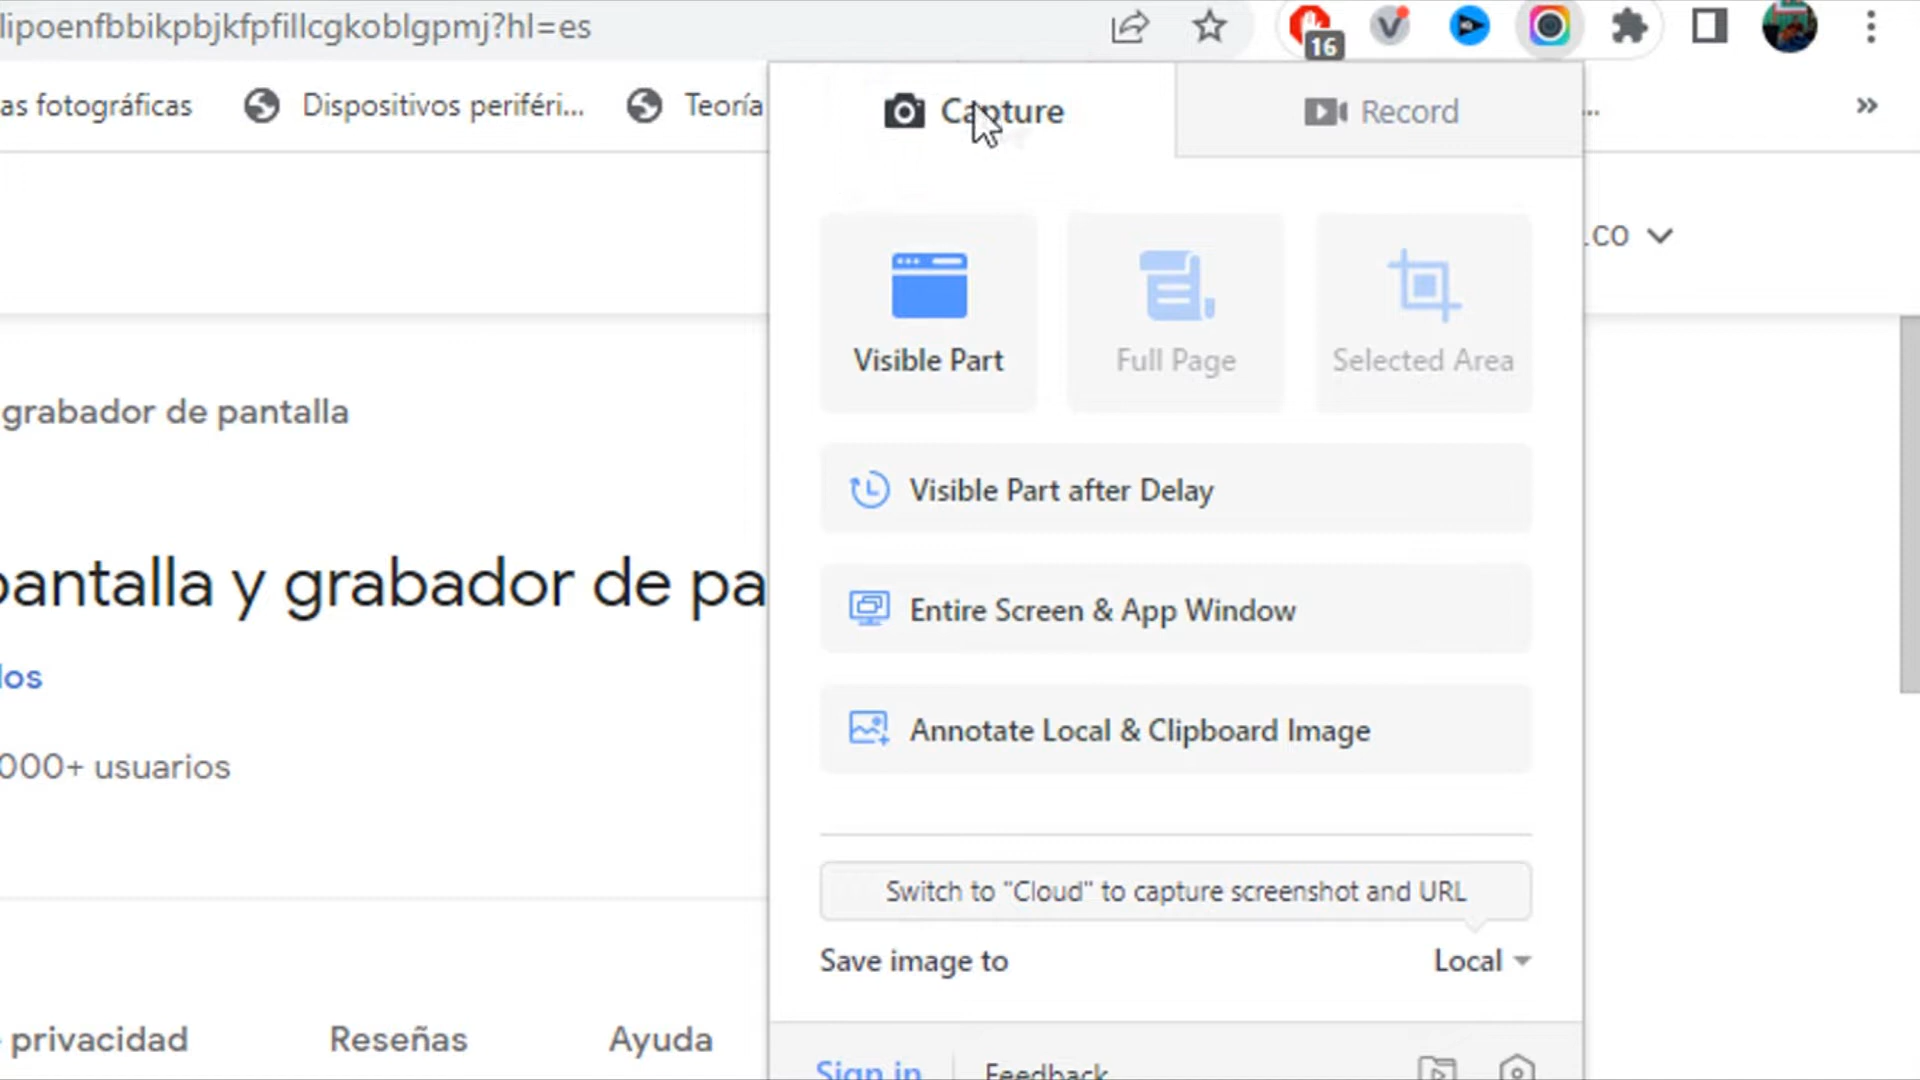 lipoenfbbikpbjkfpfillcgkoblgpmj?hl=es
16
as fotográficas
Dispositivos periféri...
Teoría
...
»
Capture
Record
.co
Visible Part
Full Page
Selected Area
grabador de pantalla
Visible Part after Delay
pantalla y grabador de pa
Entire Screen & App Window
los
Annotate Local & Clipboard Image
000+ usuarios
Switch to "Cloud" to capture screenshot and URL
Save image to
Local
privacidad
Reseñas
Ayuda
Sign in
Feedback